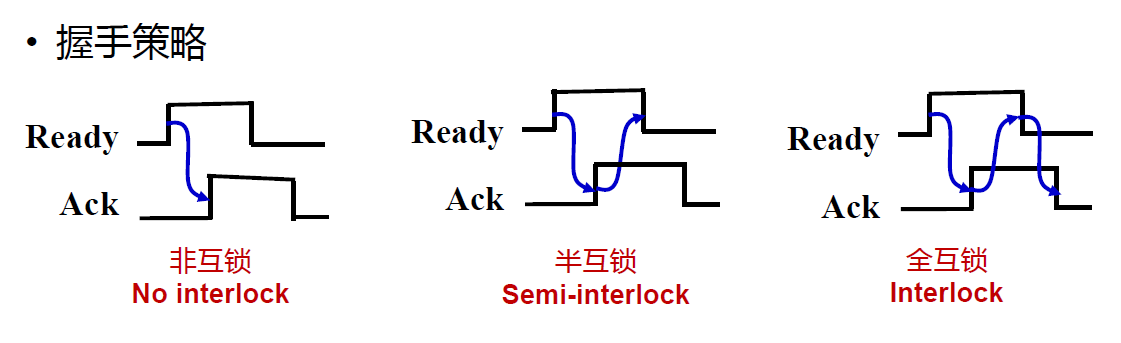 • 握手策略
Ready
Ack
非互锁
No interlock
Ready
Ack
半互锁
Semi-interlock
Ready
Ack
全互锁
Interlock